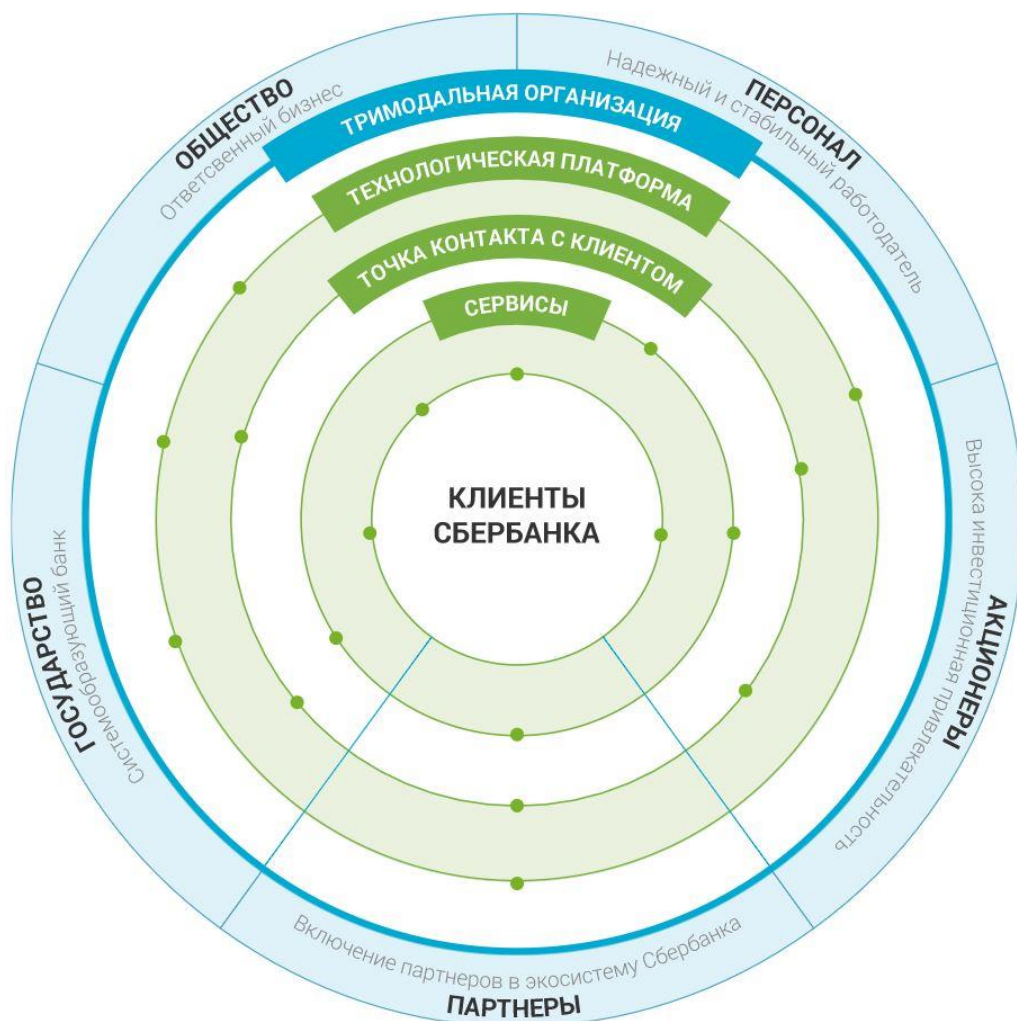 ОБЩЕСТВО
Ответсвенный бизнес
ПЕРСОНАЛ
Надежный и стабильный работодатель
ТРИМОДАЛЬНАЯ ОРГАНИЗАЦИЯ
ТЕХНОЛОГИЧЕСКАЯ ПЛАТФОРМА
ТОЧКА КОНТАКТА С КЛИЕНТОМ
СЕРВИСЫ
КЛИЕНТЫ
СБЕРБАНКА
ГОСУДАРСТВО
Системообразующий банк
АКЦИОНЕРЫ
Высока инвестиционная привлекательность
Включение партнеров в экосистему Сбербанка
ПАРТНЕРЫ